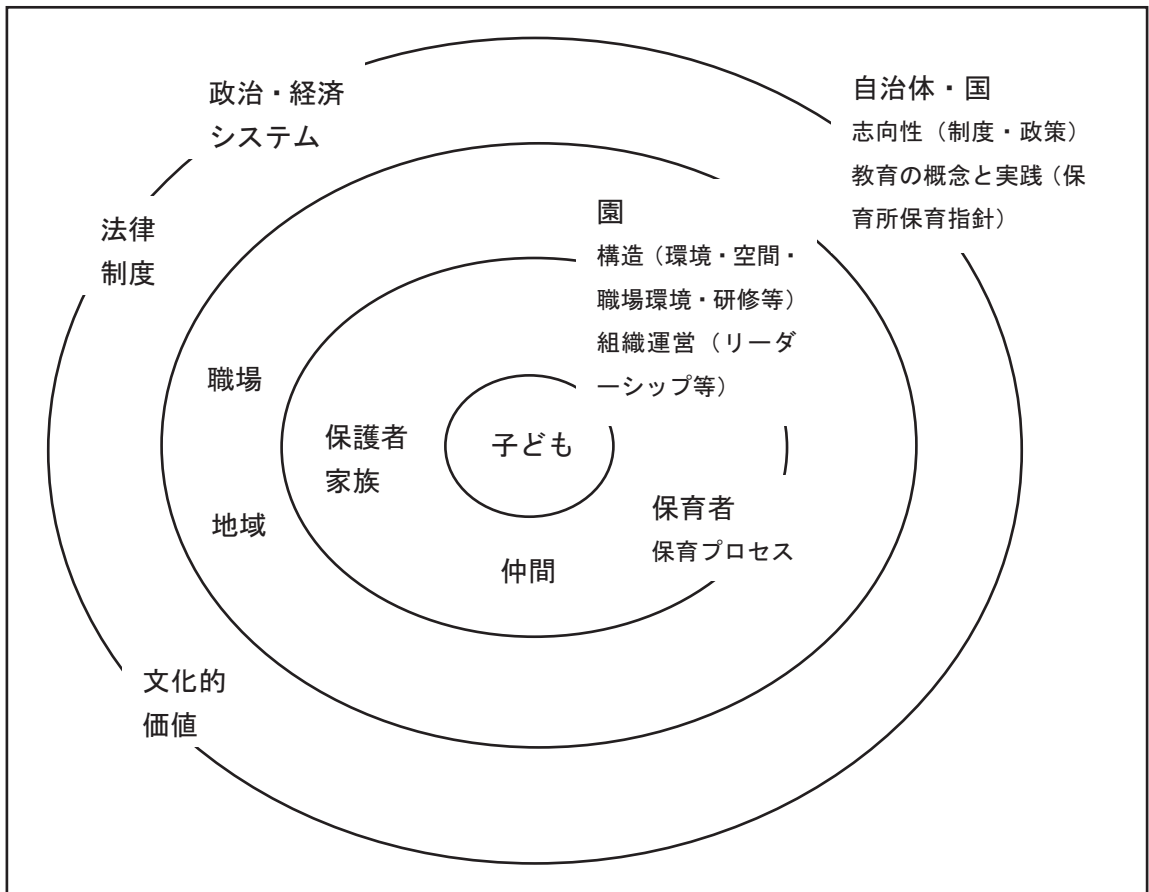 政治・経済
システム
自治体・国
志向性（制度・政策）
教育の概念と実践（保
育所保育指針）
法律
制度
園
構造（環境・空間・
職場環境・研修等）
組織運営（リーダ
ーシップ等）
職場
保護者
家族
子ども
地域
保育者
保育プロセス
仲間
文化的
価値